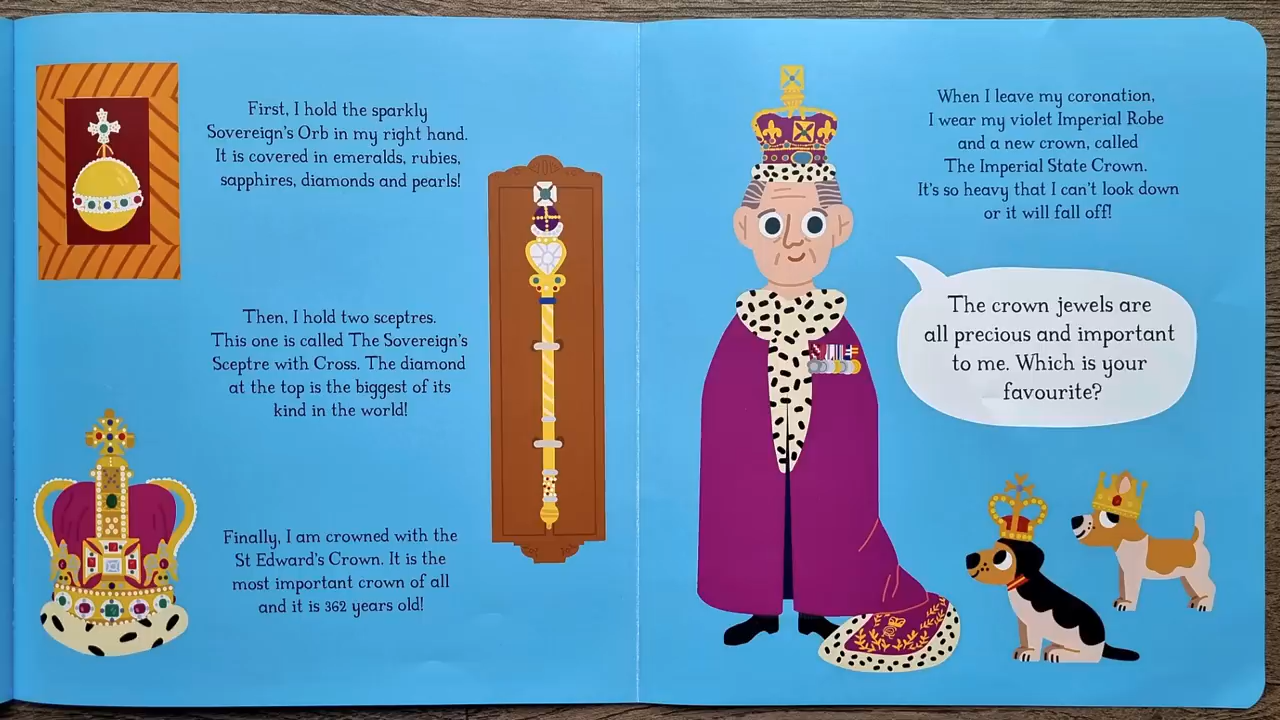 First, I hold the sparkly
Sovereign's Orb in my right hand.
It is covered in emeralds, rubies,
sapphires, diamonds and pearls!
Then, I hold two sceptres.
This one is called The Sovereign's
Sceptre with Cross. The diamond
at the top is the biggest of its
kind in the world!
Finally, I am crowned with the
St Edward's Crown. It is the
most important crown of all
and it is 362 years old!
When I leave my coronation,
I wear my violet Imperial Robe
and a new crown, called
The Imperial State Crown.
It's so heavy that I can't look down
or it will fall off!
The crown jewels are
all precious and important
to me. Which is your
favourite?